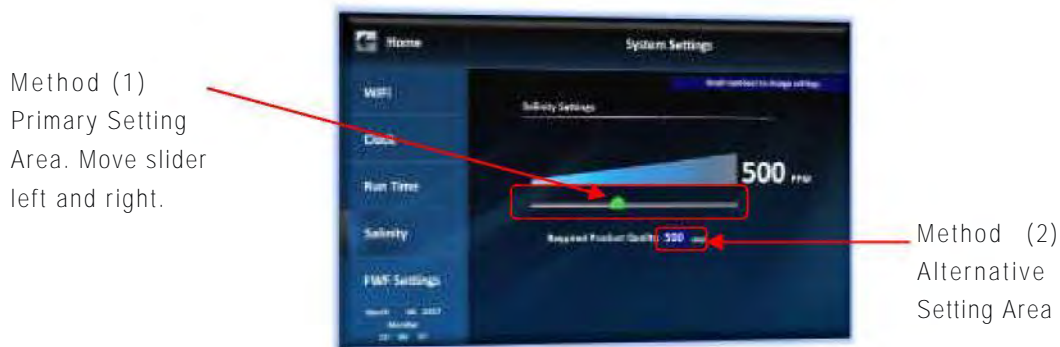 Method (1)
Primary Setting
Area. Move slider
left and right.
Home
System Settings
WiFi
Salinity Settings
Clock
500 PPM
Run Time
Required Product Quality 500
Salinity
FWF Settings
Monday
Method (2)
Alternative
Setting Area